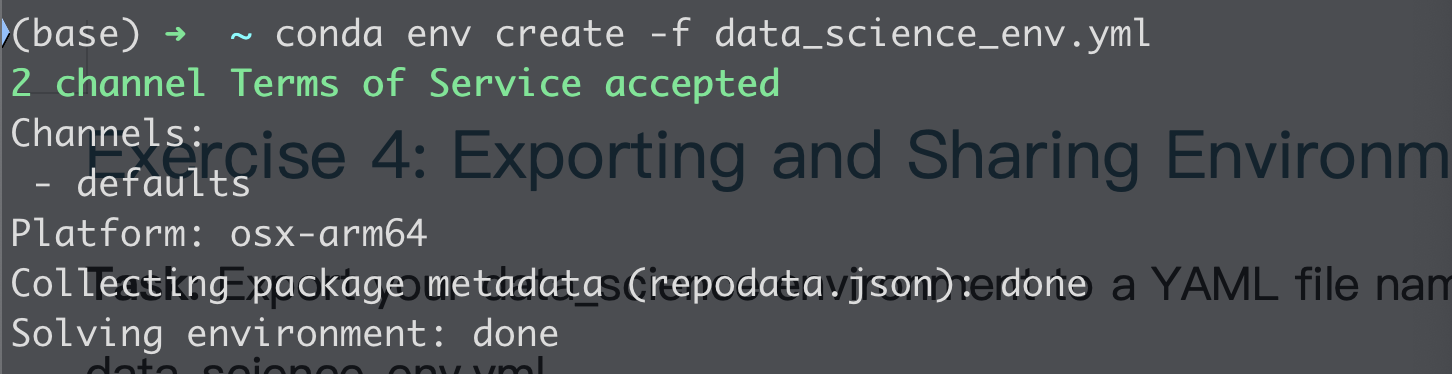 (base) ➜ ~ conda env create -f data_science_env.yml
2 channel Terms of Service accepted
Channels:
Exercise 4: Exporting and Sharing Environm
- defaults
Platform: osx-arm64
Collecting package metadata (repodata.json): done
Task: Export your data_science environment to a YAML file nam
Solving environment: done
data_science_env.yml